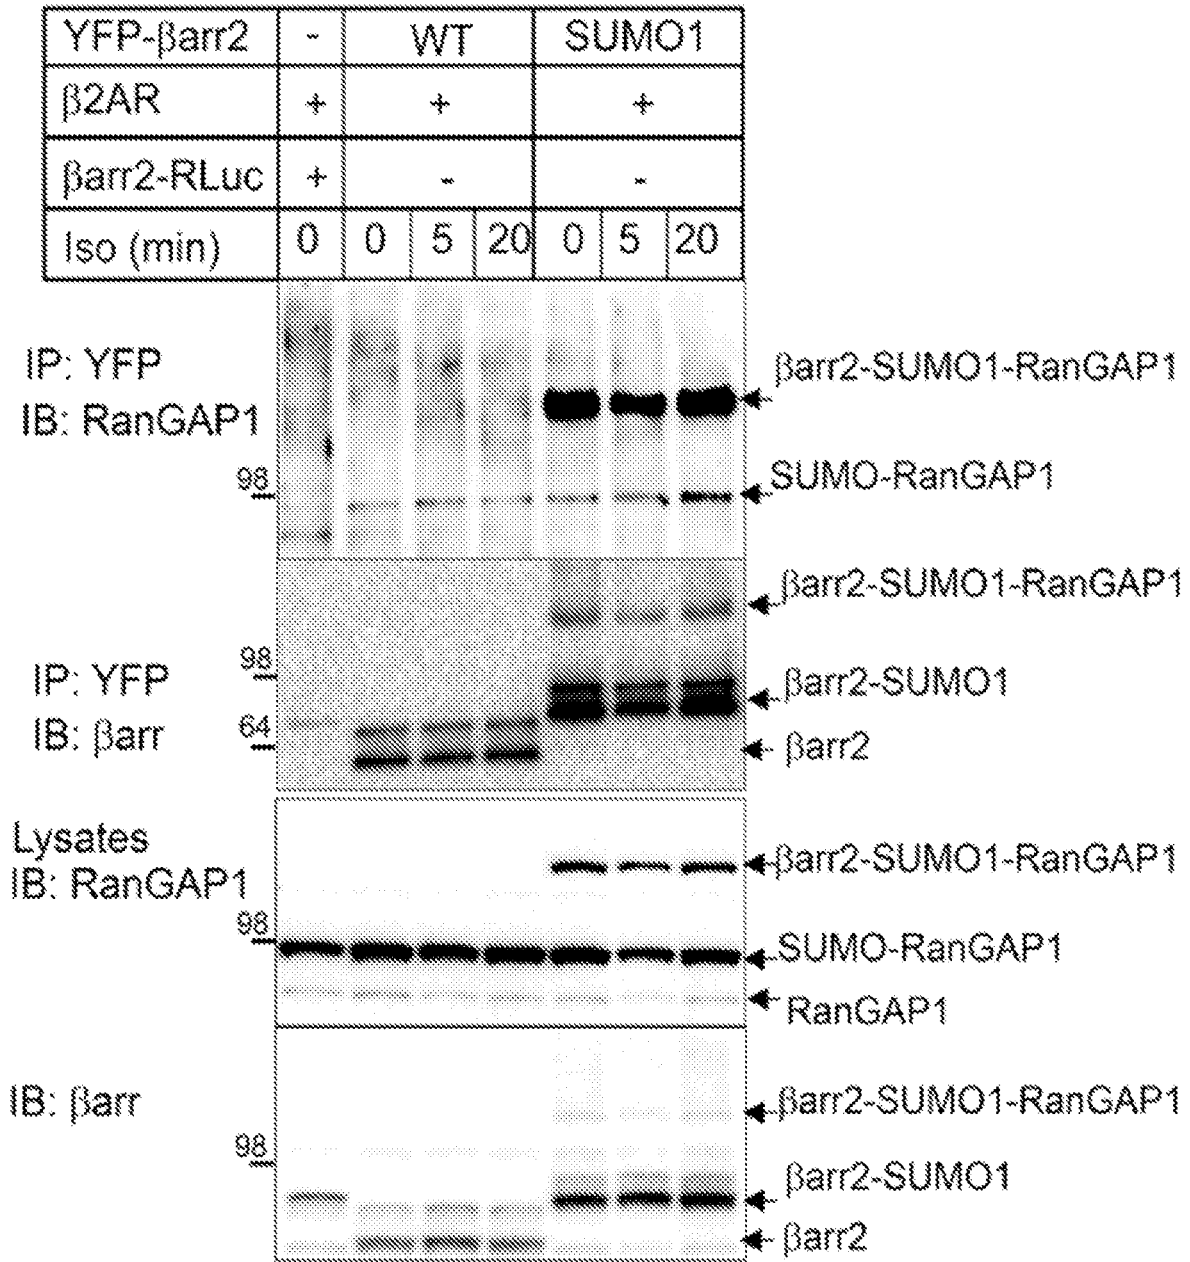 YFP-βarr2 - WT SUMO1
β2AR + + +
βarr2-RLuc + - -
Iso (min) 0 0 5 20 0 5 20
IP: YFP
IB: RanGAP1
βarr2-SUMO1-RanGAP1
98
SUMO-RanGAP1
βarr2-SUMO1-RanGAP1
IP: YFP
IB: βarr
98
βarr2-SUMO1
64
βarr2
Lysates
IB: RanGAP1
βarr2-SUMO1-RanGAP1
98
SUMO-RanGAP1
RanGAP1
IB: βarr
βarr2-SUMO1-RanGAP1
98
βarr2-SUMO1
βarr2